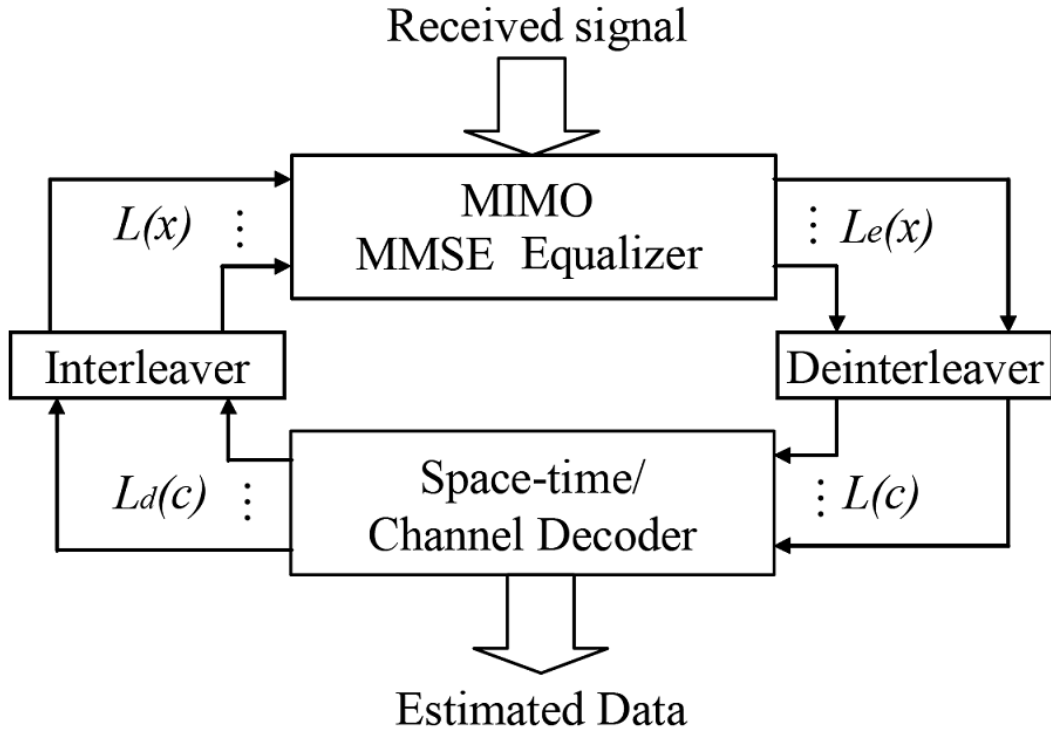 Received signal
MIMO
MMSE Equalizer
L(x) ⋮
⋮ Le(x)
Interleaver
Deinterleaver
Space-time/
Channel Decoder
Ld(c) ⋮
⋮ L(c)
Estimated Data